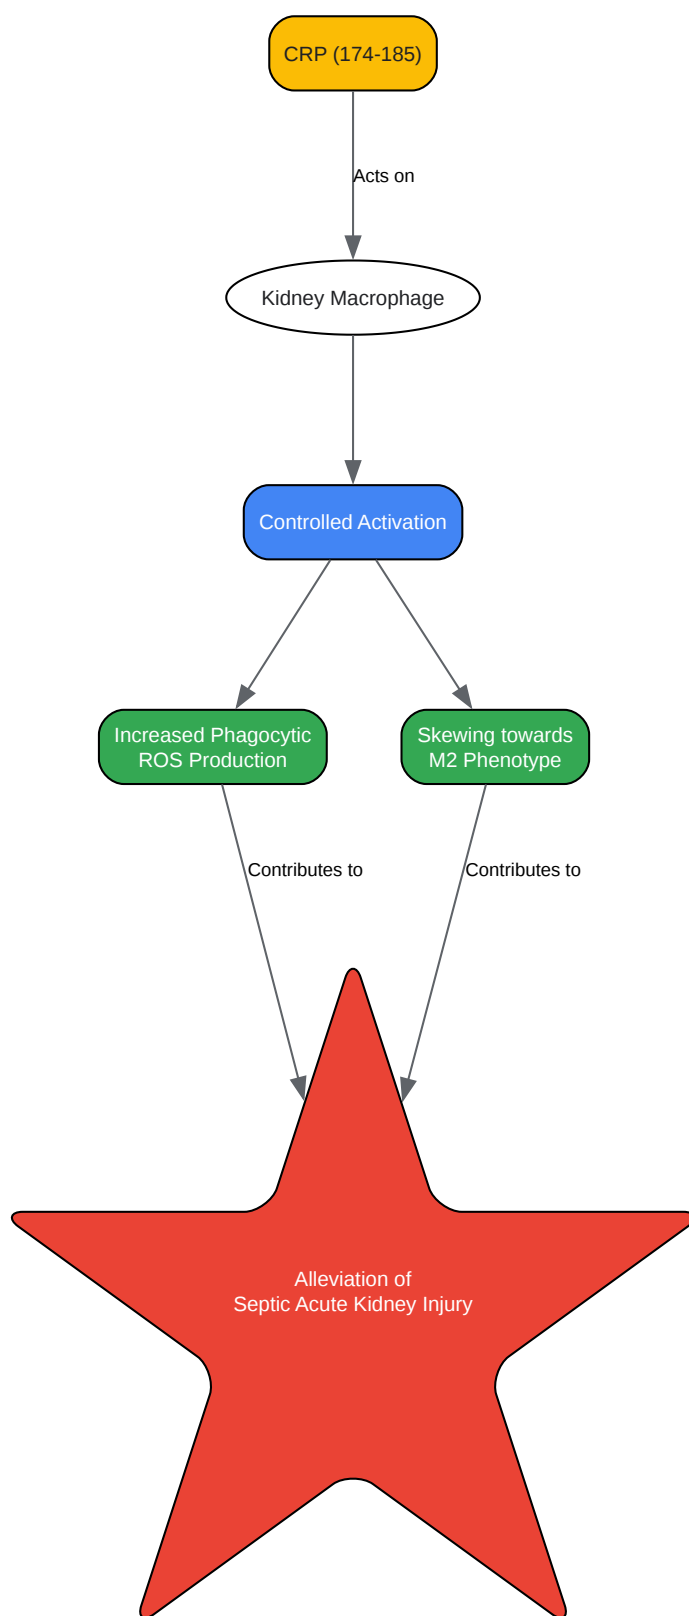 CRP (174-185)
Acts on
Kidney Macrophage
Controlled Activation
Increased Phagocytic
ROS Production
Skewing towards
M2 Phenotype
Contributes to
Contributes to
Alleviation of
Septic Acute Kidney Injury